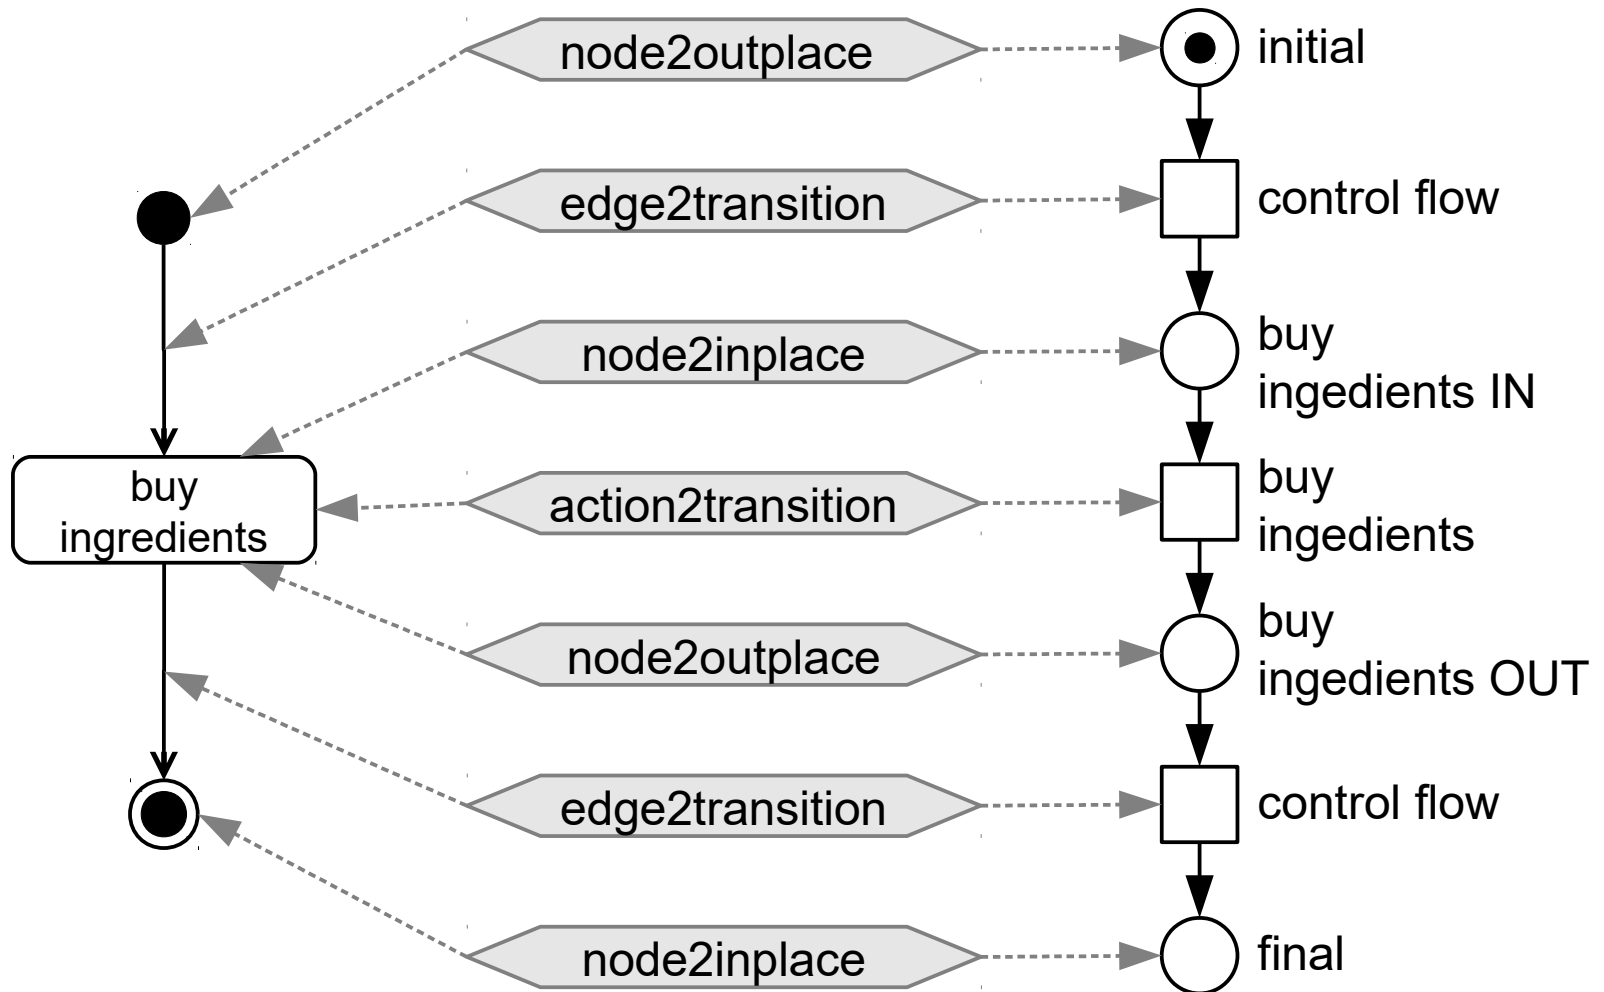 node2outplace
initial
edge2transition
control flow
node2inplace
buy
ingedients IN
buy
ingredients
action2transition
buy
ingedients
node2outplace
buy
ingedients OUT
edge2transition
control flow
node2inplace
final